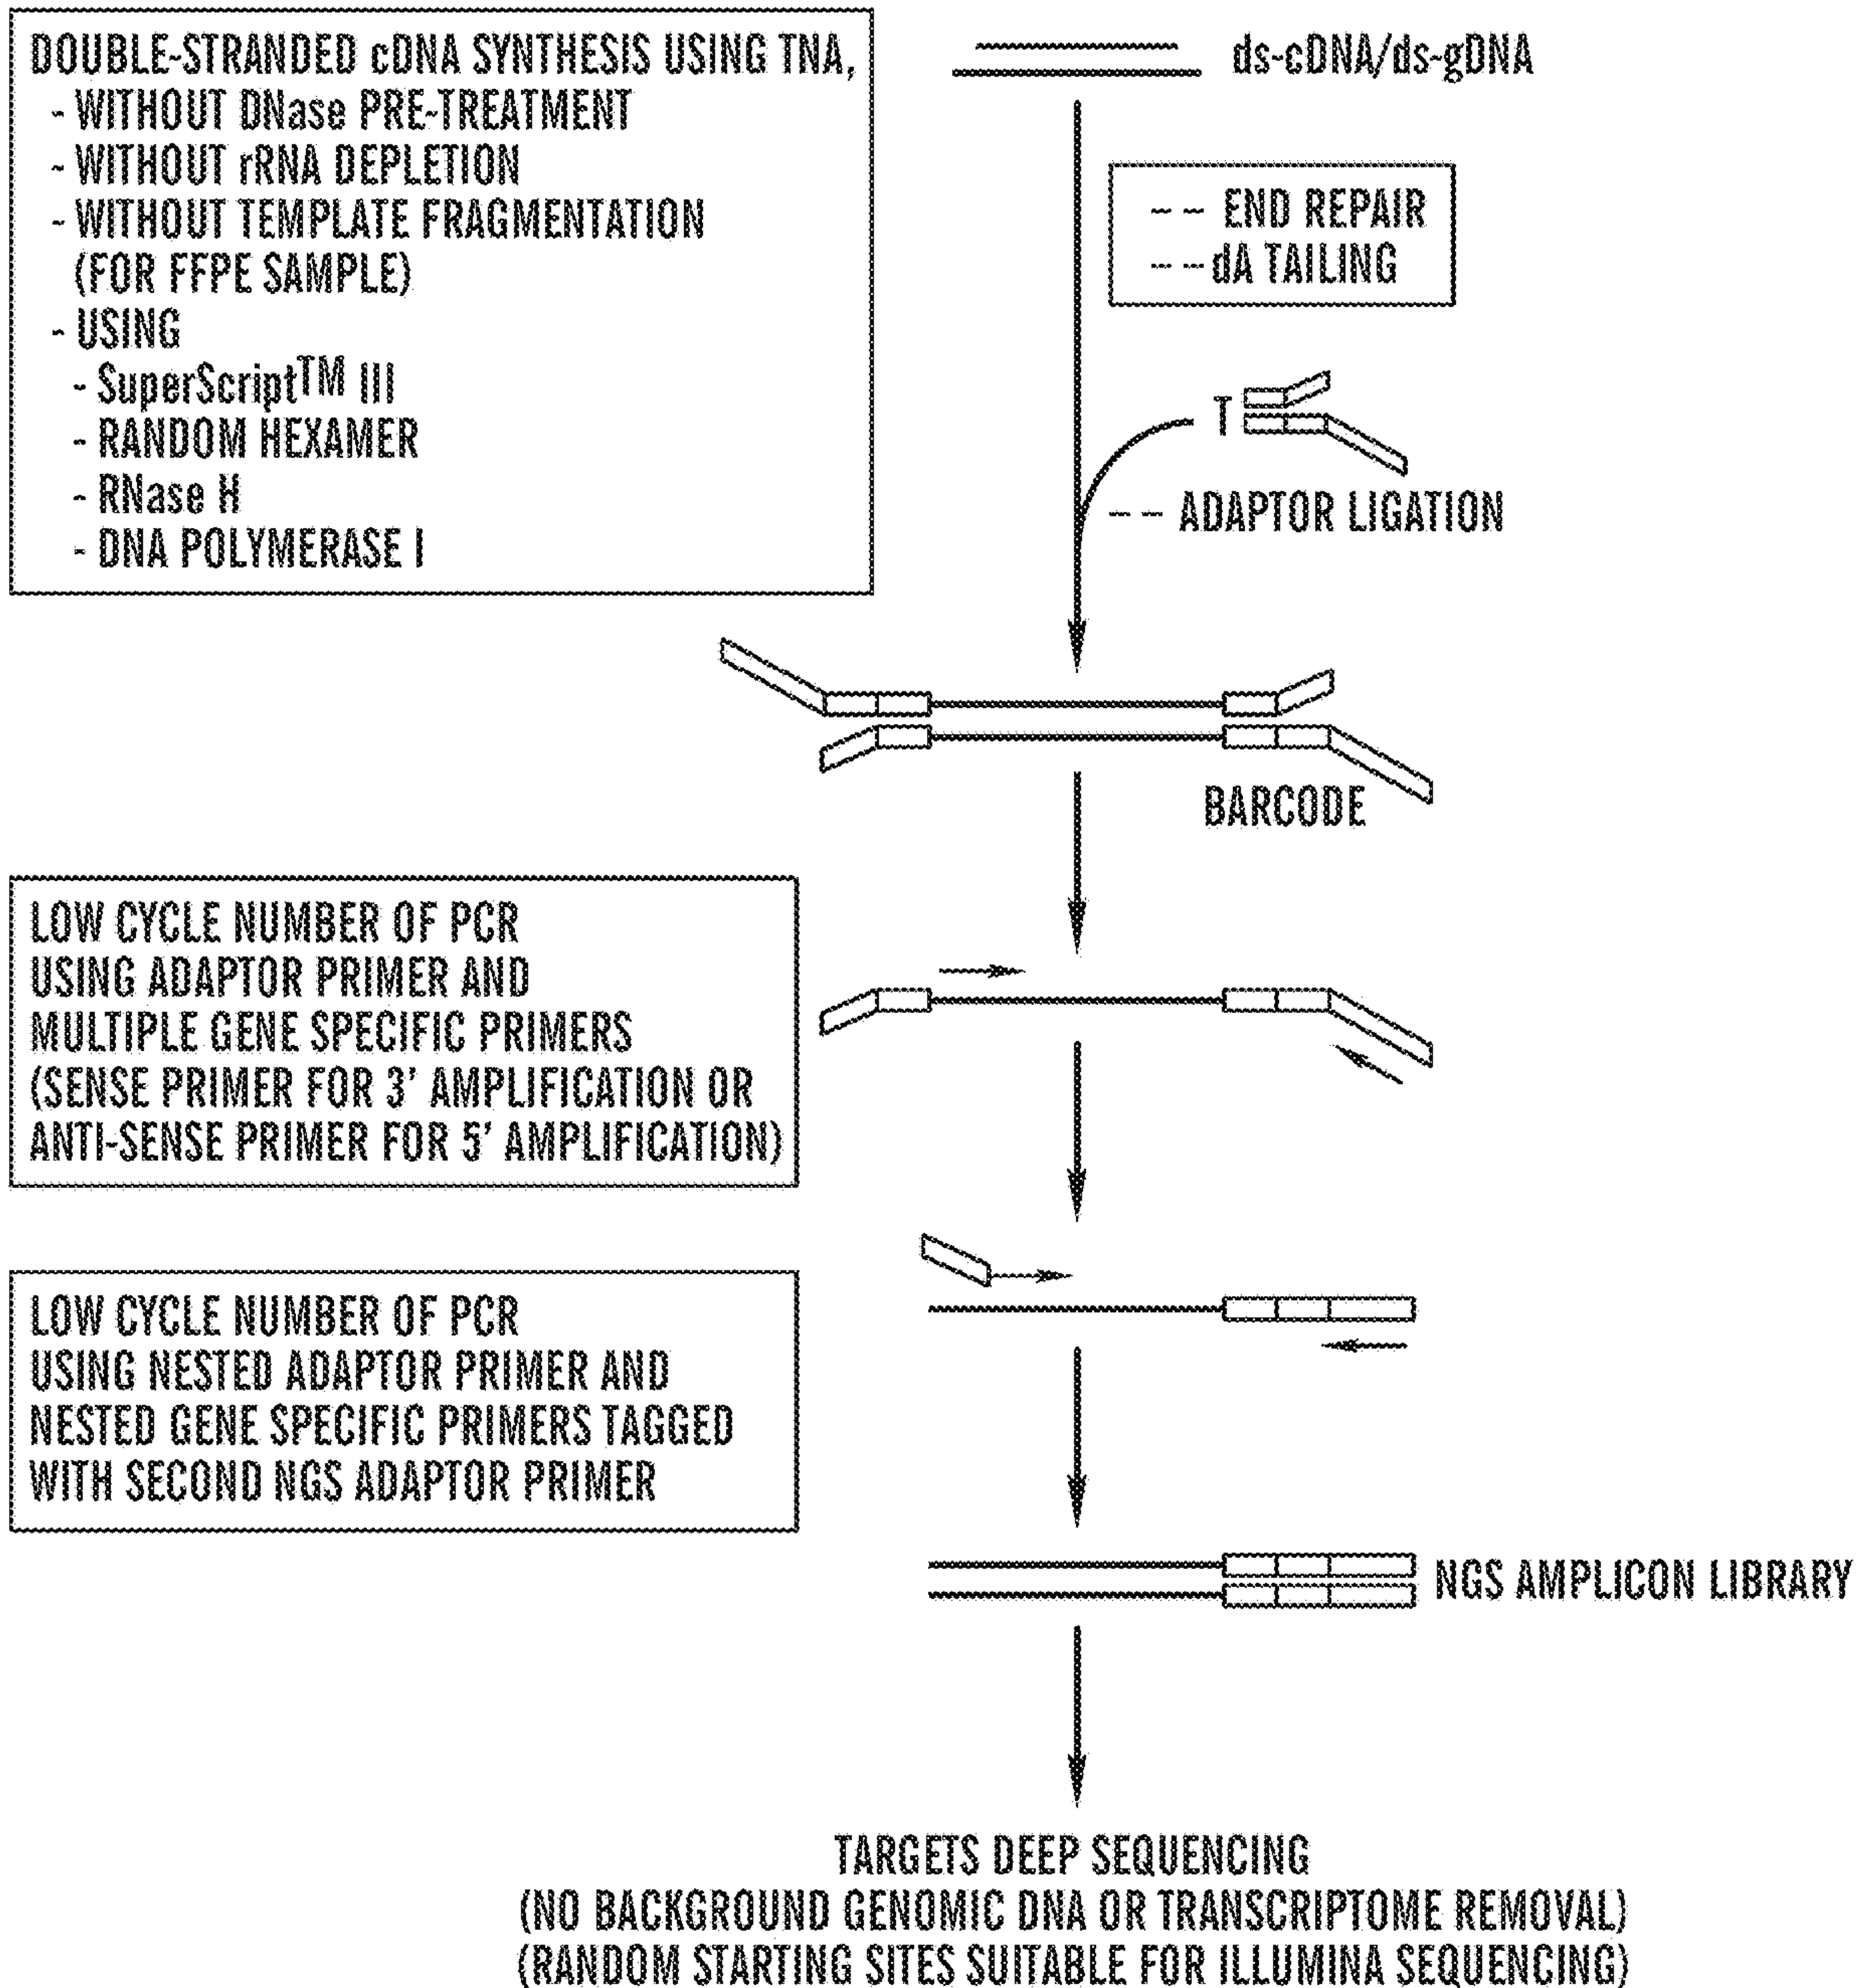 DOUBLE-STRANDED cDNA SYNTHESIS USING TNA,
- WITHOUT DNase PRE-TREATMENT
- WITHOUT rRNA DEPLETION
- WITHOUT TEMPLATE FRAGMENTATION
(FOR FFPE SAMPLE)
- USING
- SuperScript™ III
- RANDOM HEXAMER
- RNase H
- DNA POLYMERASE I
ds-cDNA/ds-gDNA
-- END REPAIR
-- dA TAILING
T
-- ADAPTOR LIGATION
BARCODE
LOW CYCLE NUMBER OF PCR
USING ADAPTOR PRIMER AND
MULTIPLE GENE SPECIFIC PRIMERS
(SENSE PRIMER FOR 3' AMPLIFICATION OR
ANTI-SENSE PRIMER FOR 5' AMPLIFICATION)
LOW CYCLE NUMBER OF PCR
USING NESTED ADAPTOR PRIMER AND
NESTED GENE SPECIFIC PRIMERS TAGGED
WITH SECOND NGS ADAPTOR PRIMER
NGS AMPLICON LIBRARY
TARGETS DEEP SEQUENCING
(NO BACKGROUND GENOMIC DNA OR TRANSCRIPTOME REMOVAL)
(RANDOM STARTING SITES SUITABLE FOR ILLUMINA SEQUENCING)